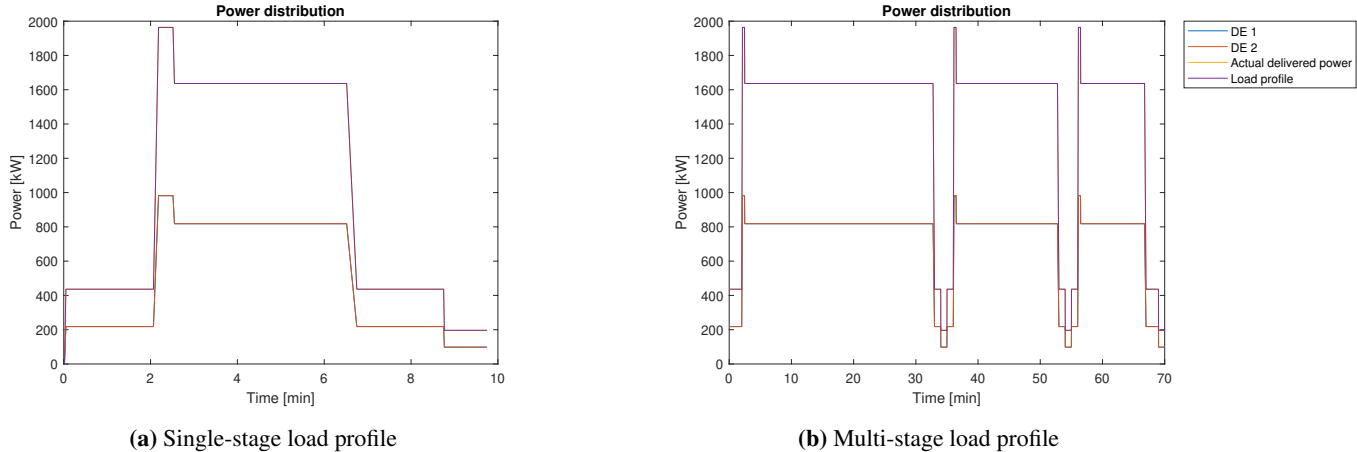 Power distribution
2000
1800
1600
1400
1200
1000
800
600
400
200
0
Power [kW]
0 2 4 6 8 10
Time [min]
(a) Single-stage load profile
Power distribution
2000
1800
1600
1400
1200
1000
800
600
400
200
0
Power [kW]
0 10 20 30 40 50 60 70
Time [min]
DE 1
DE 2
Actual delivered power
Load profile
(b) Multi-stage load profile